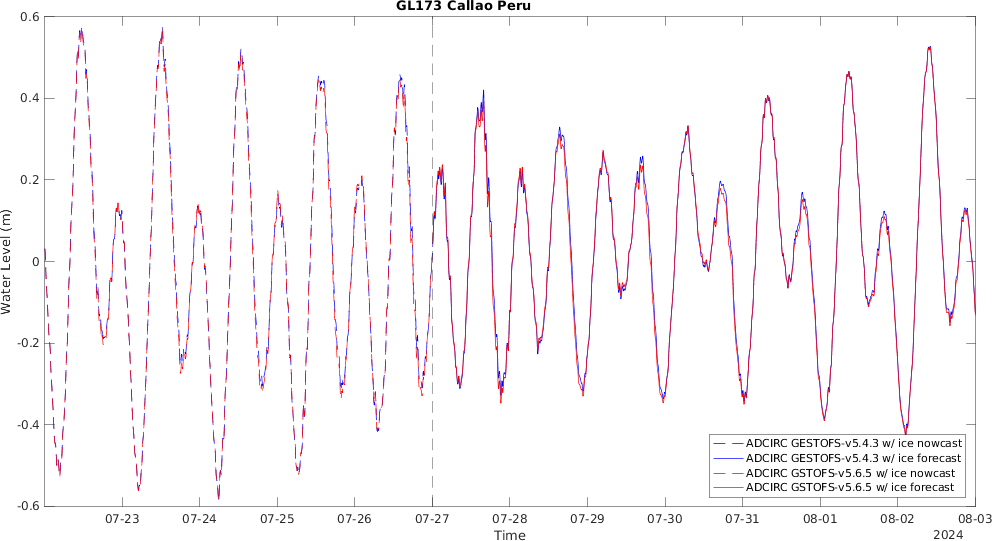 GL173 Callao Peru
Water Level (m)
0.6
0.4
0.2
0
-0.2
-0.4
-0.6
07-23 07-24 07-25 07-26 07-27 07-28 07-29 07-30 07-31 08-01 08-02 08-03
Time
2024
ADCIRC GESTOFS-v5.4.3 w/ ice nowcast
ADCIRC GESTOFS-v5.4.3 w/ ice forecast
ADCIRC GSTOFS-v5.6.5 w/ ice nowcast
ADCIRC GSTOFS-v5.6.5 w/ ice forecast